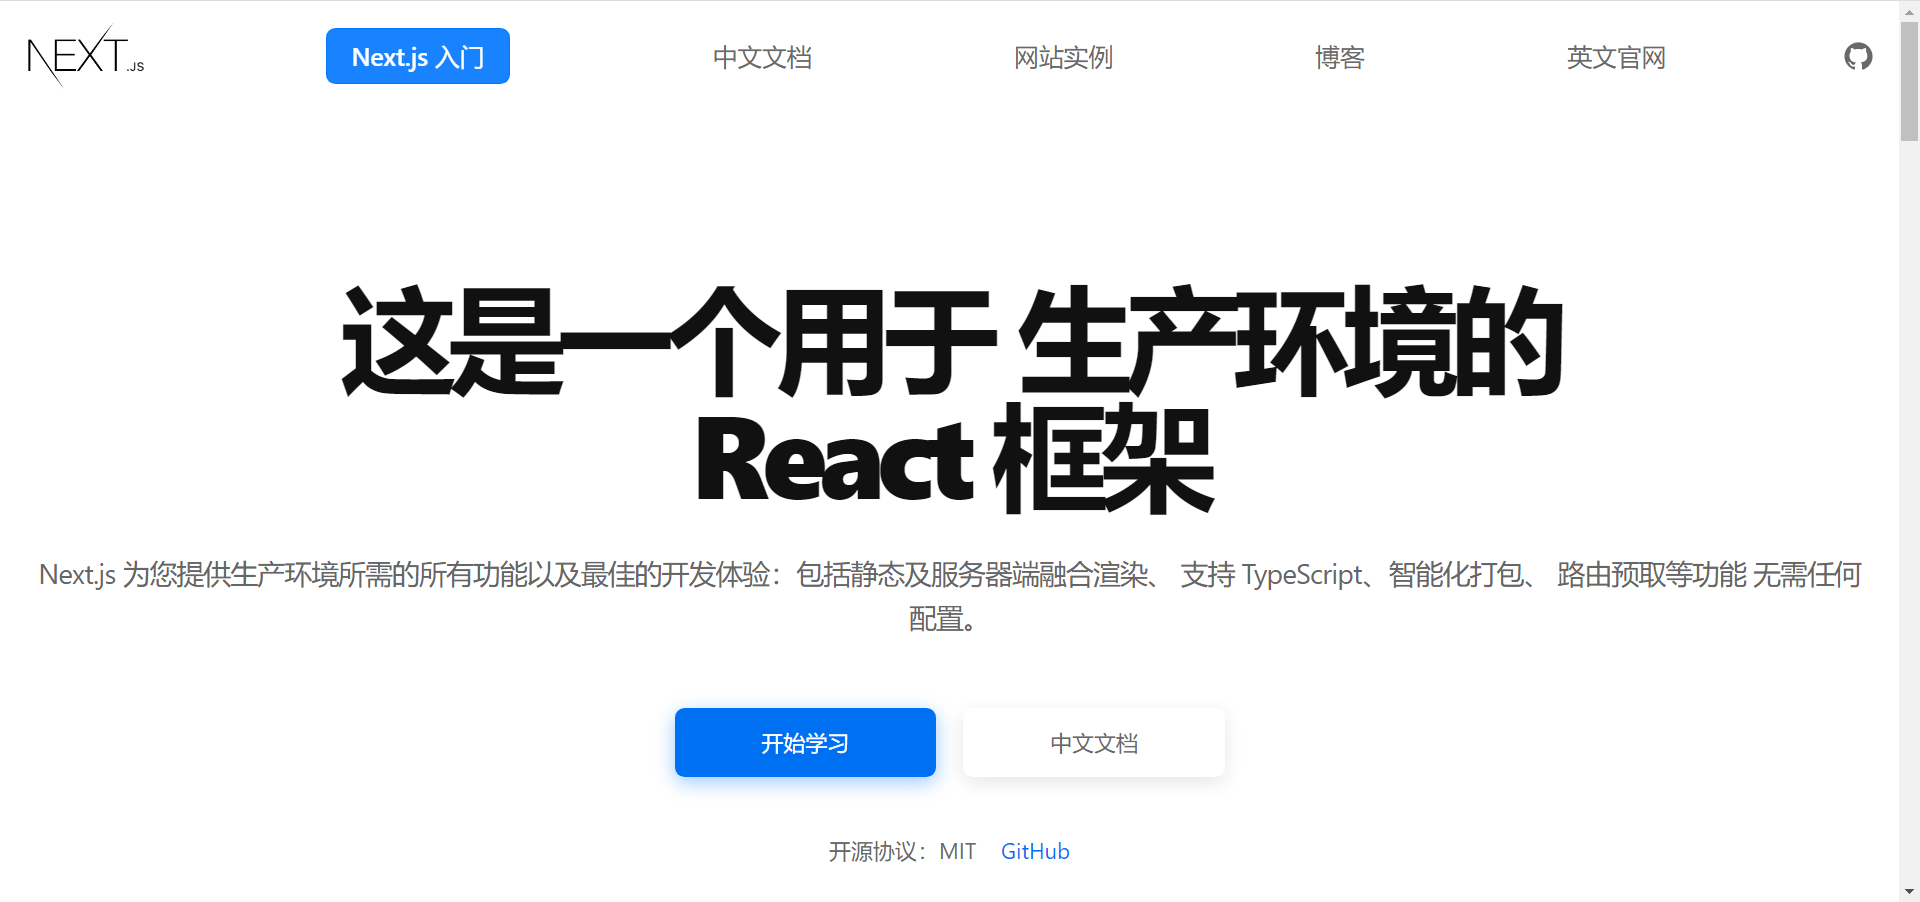 NEXT.JS
Next.js 入门
中文文档
网站实例
博客
英文官网
这是一个用于 生产环境的
React 框架
Next.js 为您提供生产环境所需的所有功能以及最佳的开发体验：包括静态及服务器端融合渲染、 支持 TypeScript、智能化打包、 路由预取等功能 无需任何
配置。
开始学习
中文文档
开源协议：MIT GitHub